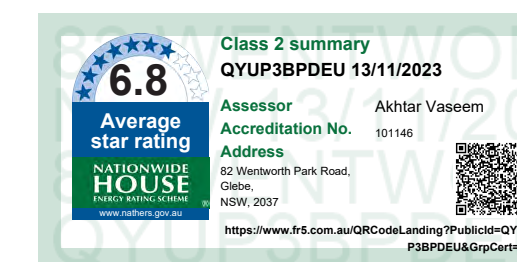 Class 2 summary
QYUP3BPDEU 13/11/2023
6.8
Average
star rating
NATIONWIDE
HOUSE
ENERGY RATING SCHEME ®
www.nathers.gov.au
Assessor Akhtar Vaseem
Accreditation No. 101146
Address
82 Wentworth Park Road,
Glebe,
NSW, 2037
https://www.fr5.com.au/QRCodeLanding?PublicId=QY
P3BPDEU&GrpCert=